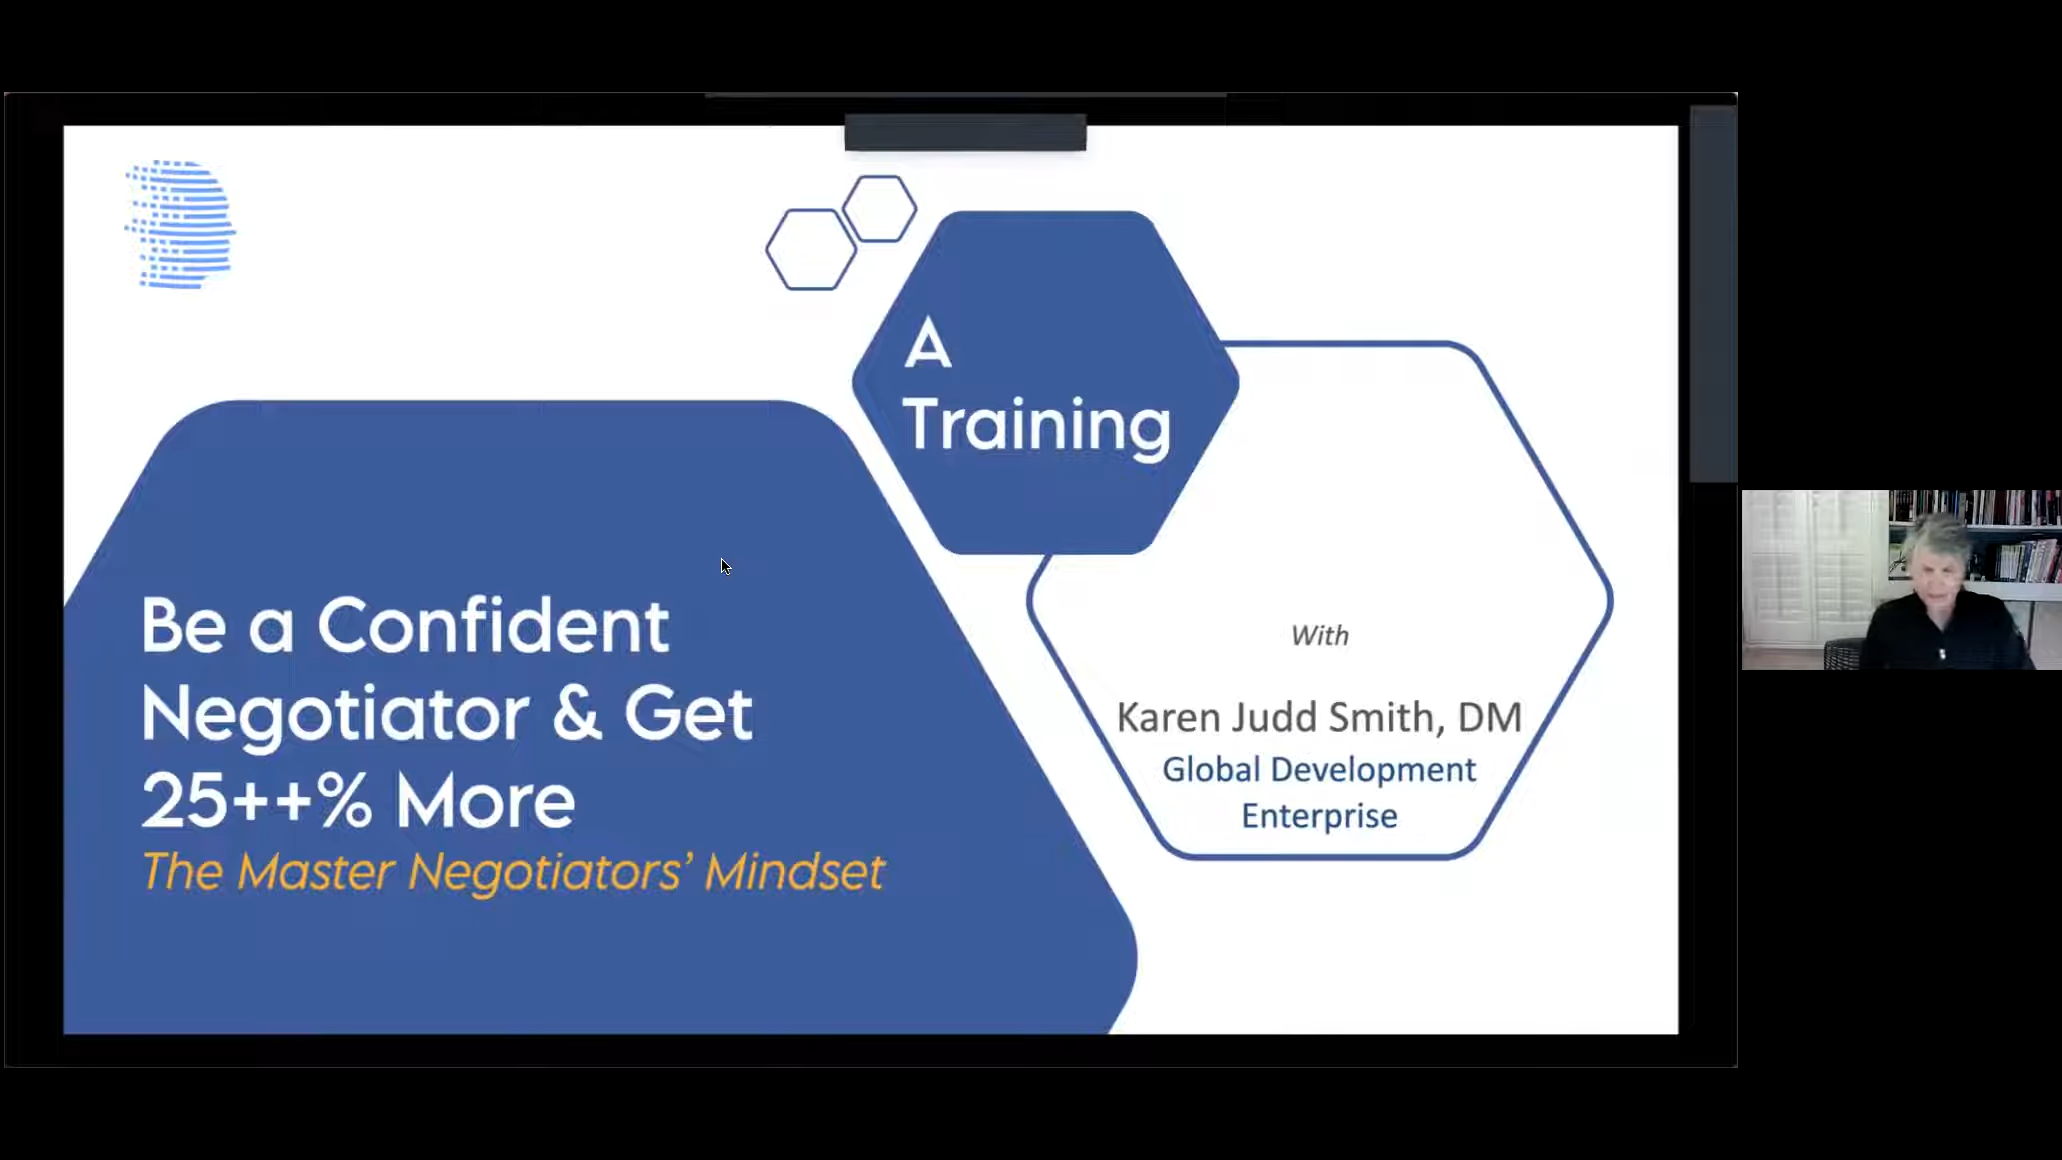 A
Training
Be a Confident
Negotiator & Get
25++% More
The Master Negotiators’ Mindset
With
Karen Judd Smith, DM
Global Development
Enterprise